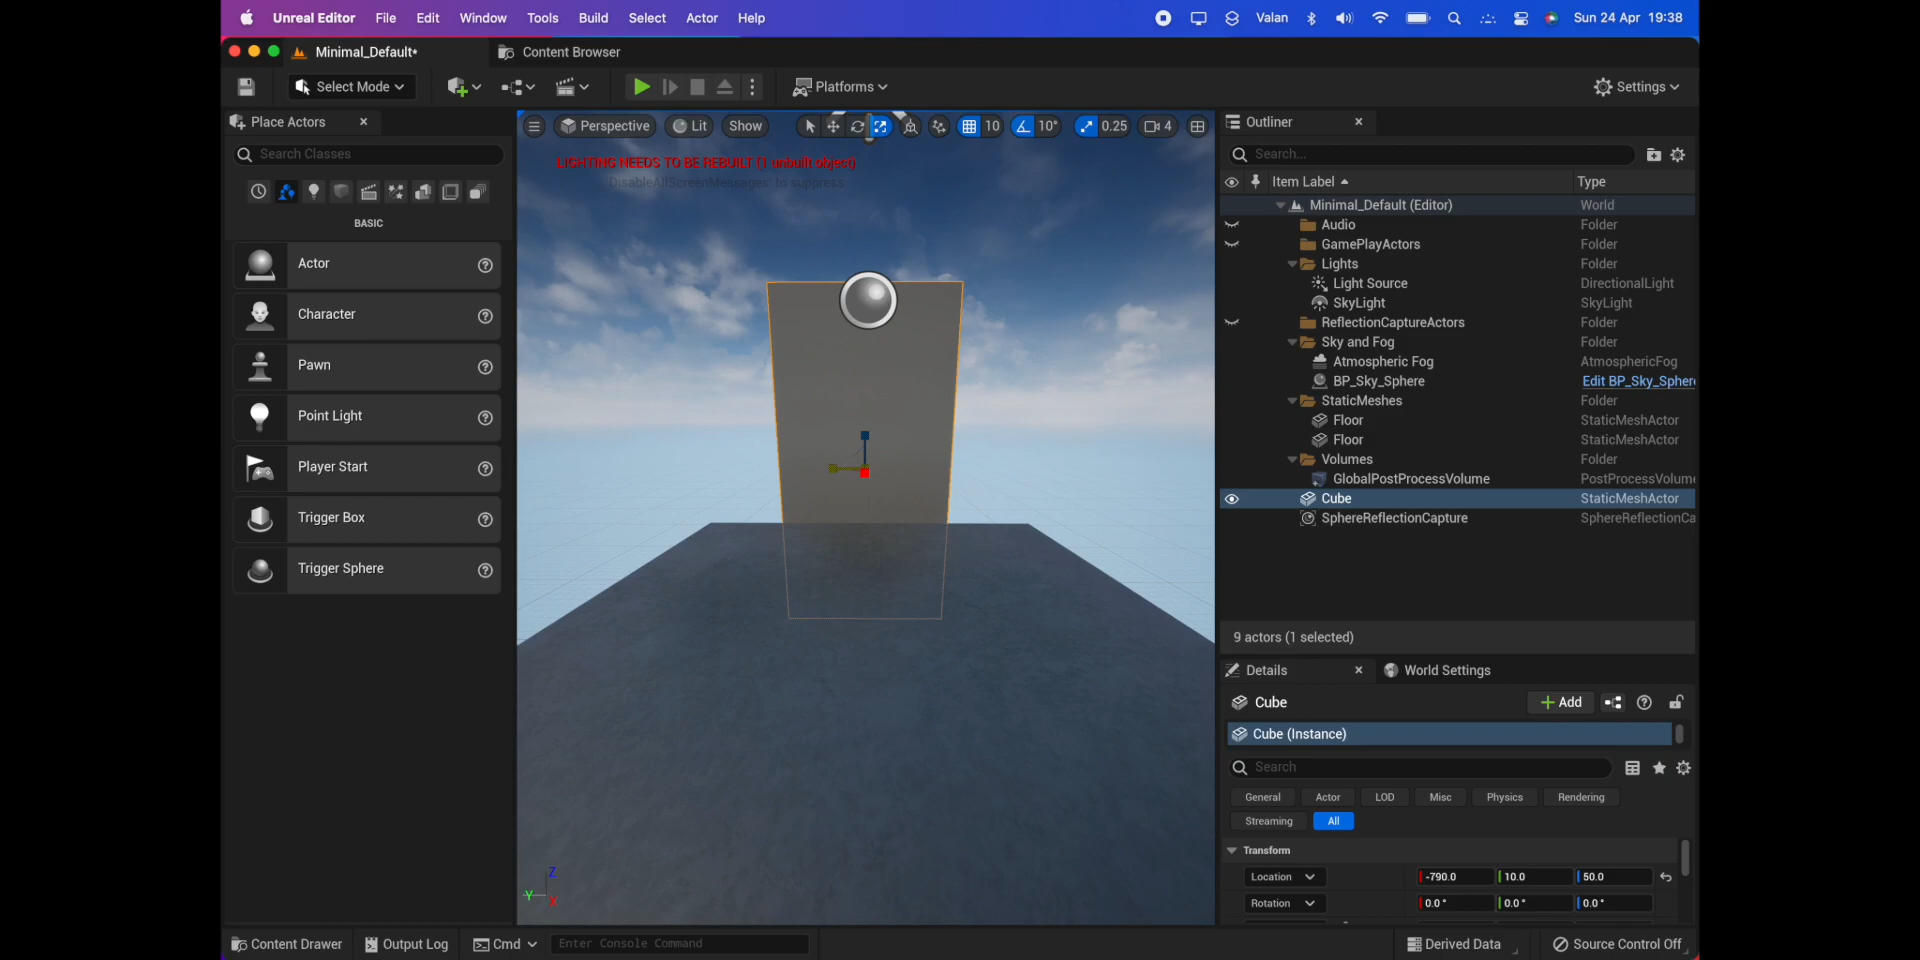 Unreal Editor File Edit Window Tools Build Select Actor Help Valan Sun 24 Apr 19:38
Minimal_Default* Content Browser
Select Mode Platforms Settings
Place Actors
Search Classes
BASIC
Actor
Character
Pawn
Point Light
Player Start
Trigger Box
Trigger Sphere
Perspective Lit Show 10 10° 0.25 4
LIGHTING NEEDS TO BE REBUILT (1 unbuilt object)
'DisableAllScreenMessages' to suppress
Z
Y
X
Outliner
Search...
Item Label Type
Minimal_Default (Editor) World
Audio Folder
GamePlayActors Folder
Lights Folder
Light Source DirectionalLight
SkyLight SkyLight
ReflectionCaptureActors Folder
Sky and Fog Folder
Atmospheric Fog AtmosphericFog
BP_Sky_Sphere Edit BP_Sky_Sphere
StaticMeshes Folder
Floor StaticMeshActor
Floor StaticMeshActor
Volumes Folder
GlobalPostProcessVolume PostProcessVolume
Cube StaticMeshActor
SphereReflectionCapture SphereReflectionCa
9 actors (1 selected)
Details World Settings
Cube Add
Cube (Instance)
Search
General Actor LOD Misc Physics Rendering
Streaming All
Transform
Location -790.0 10.0 50.0
Rotation 0.0° 0.0° 0.0°
Content Drawer Output Log Cmd Enter Console Command Derived Data Source Control Off